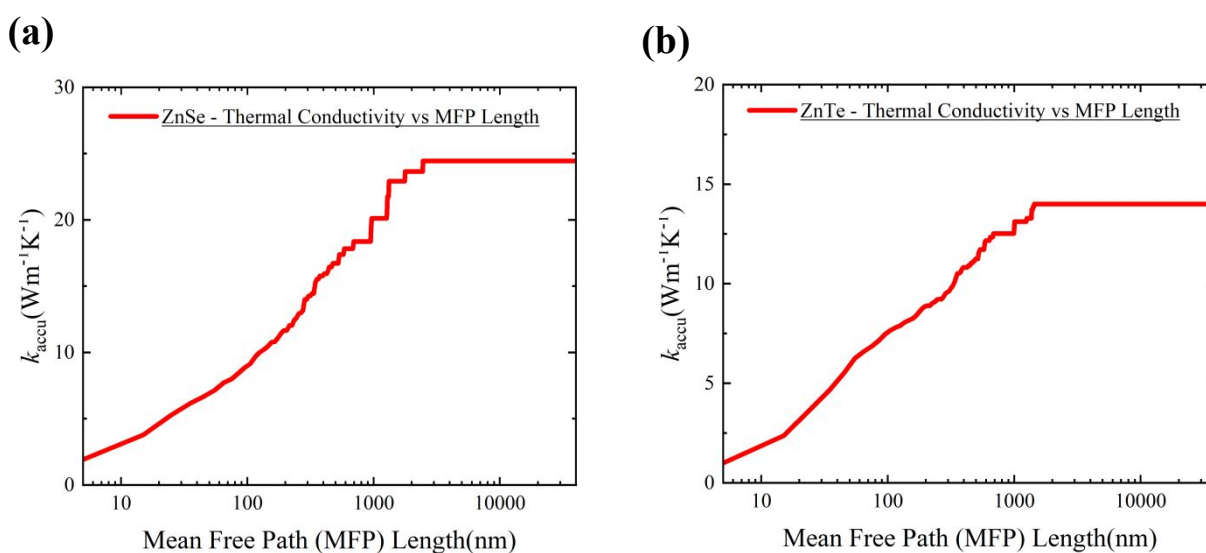 (a)
(b)
30
20
10
0
ZnSe - Thermal Conductivity vs MFP Length
k_accu(Wm⁻¹K⁻¹)
10
100
1000
10000
Mean Free Path (MFP) Length(nm)
20
15
10
5
0
ZnTe - Thermal Conductivity vs MFP Length
k_accu(Wm⁻¹K⁻¹)
10
100
1000
10000
Mean Free Path (MFP) Length(nm)